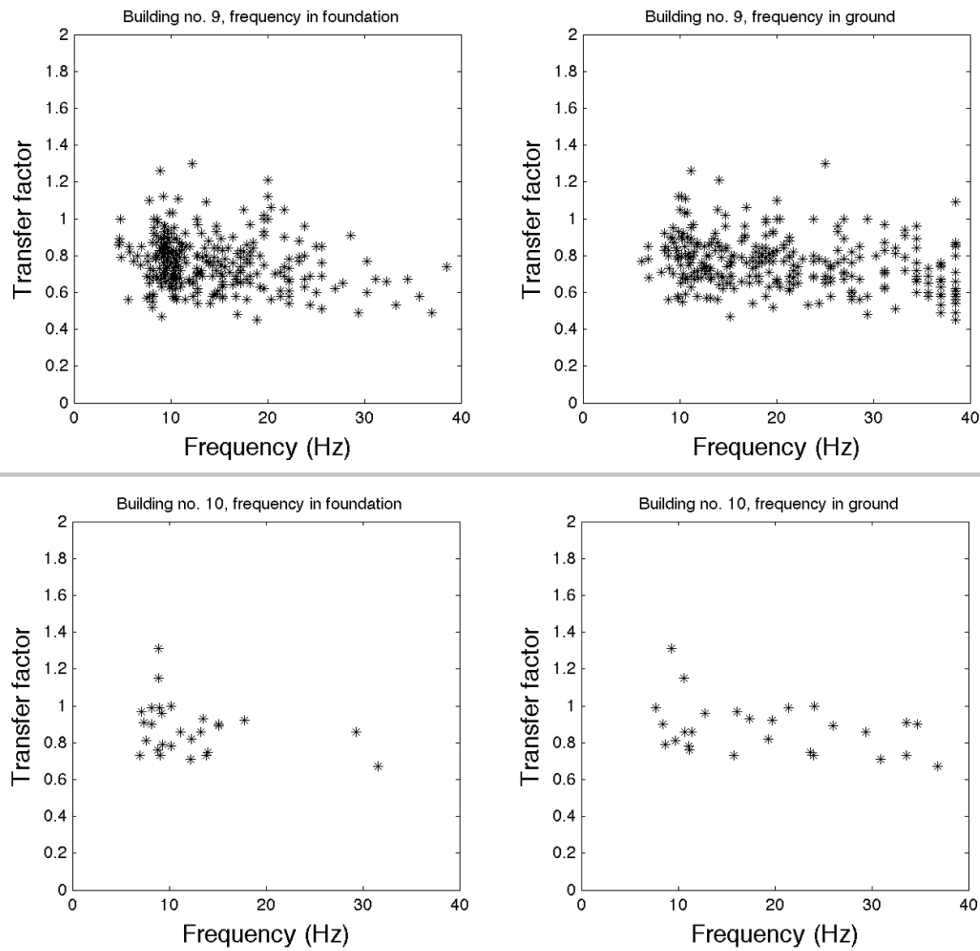 Building no. 9, frequency in foundation
2
1.8
1.6
1.4
1.2
1
0.8
0.6
0.4
0.2
0
Transfer factor
0 10 20 30 40
Frequency (Hz)
Building no. 9, frequency in ground
2
1.8
1.6
1.4
1.2
1
0.8
0.6
0.4
0.2
0
Transfer factor
0 10 20 30 40
Frequency (Hz)
Building no. 10, frequency in foundation
2
1.8
1.6
1.4
1.2
1
0.8
0.6
0.4
0.2
0
Transfer factor
0 10 20 30 40
Frequency (Hz)
Building no. 10, frequency in ground
2
1.8
1.6
1.4
1.2
1
0.8
0.6
0.4
0.2
0
Transfer factor
0 10 20 30 40
Frequency (Hz)